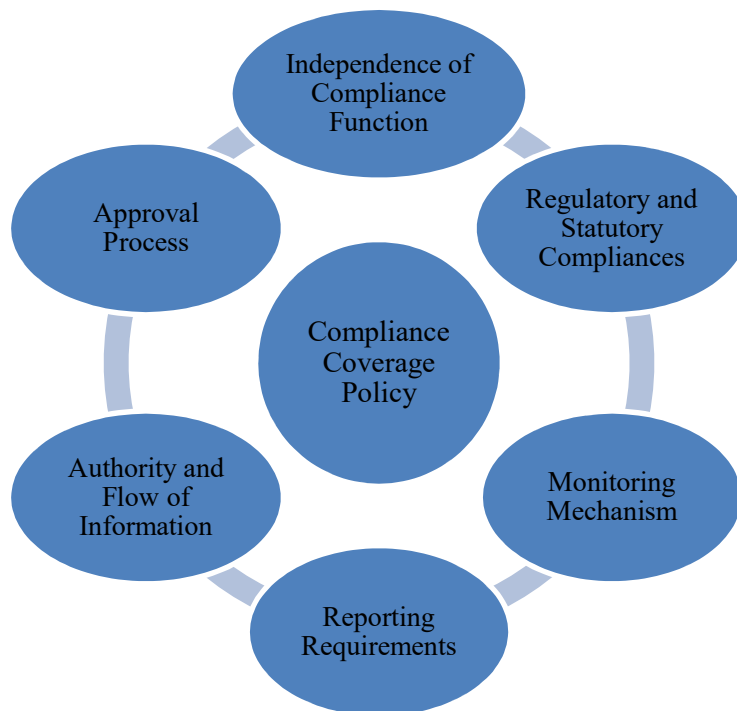 Independence of
Compliance
Function
Regulatory and
Statutory
Compliances
Monitoring
Mechanism
Reporting
Requirements
Authority and
Flow of
Information
Approval
Process
Compliance
Coverage
Policy